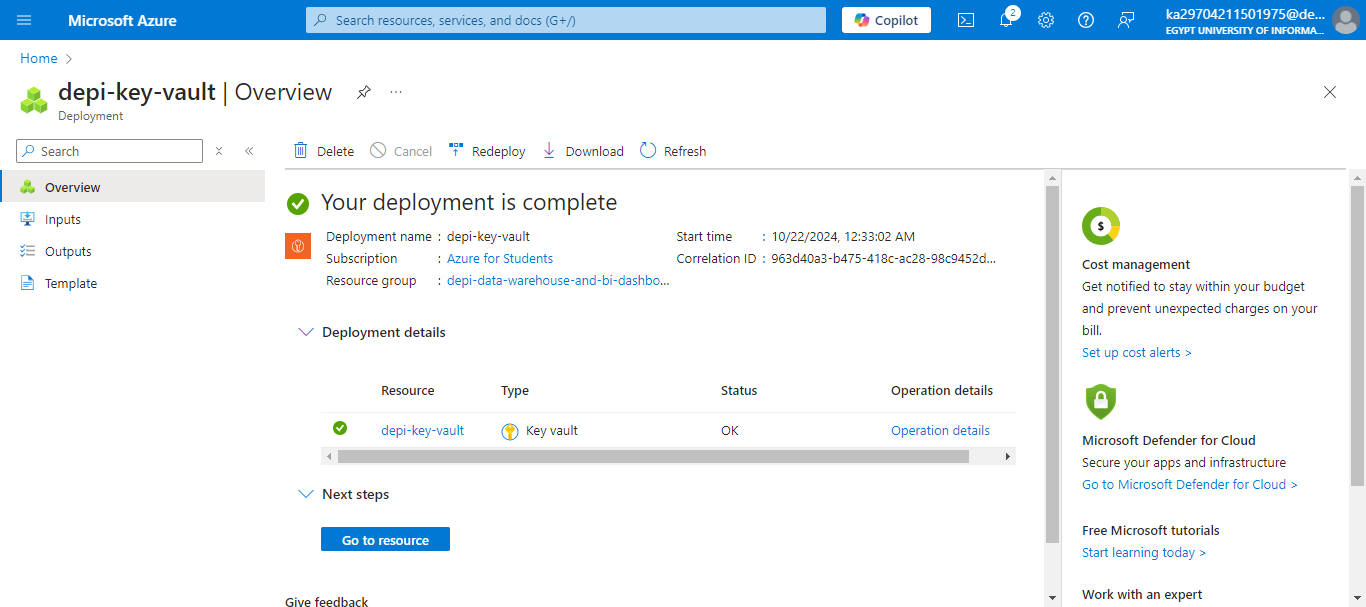 Microsoft Azure
Search resources, services, and docs (G+/)
Copilot
2
ka29704211501975@de...
EGYPT UNIVERSITY OF INFORMA...
Home
depi-key-vault | Overview
...
Deployment
Search
Delete
Cancel
Redeploy
Download
Refresh
Overview
Inputs
Outputs
Template
Your deployment is complete
Deployment name : depi-key-vault
Subscription : Azure for Students
Resource group : depi-data-warehouse-and-bi-dashbo...
Start time : 10/22/2024, 12:33:02 AM
Correlation ID : 963d40a3-b475-418c-ac28-98c9452d...
Deployment details
Resource Type Status Operation details
depi-key-vault Key vault OK Operation details
Next steps
Go to resource
Give feedback
$
Cost management
Get notified to stay within your budget
and prevent unexpected charges on your
bill.
Set up cost alerts >
Microsoft Defender for Cloud
Secure your apps and infrastructure
Go to Microsoft Defender for Cloud >
Free Microsoft tutorials
Start learning today >
Work with an expert